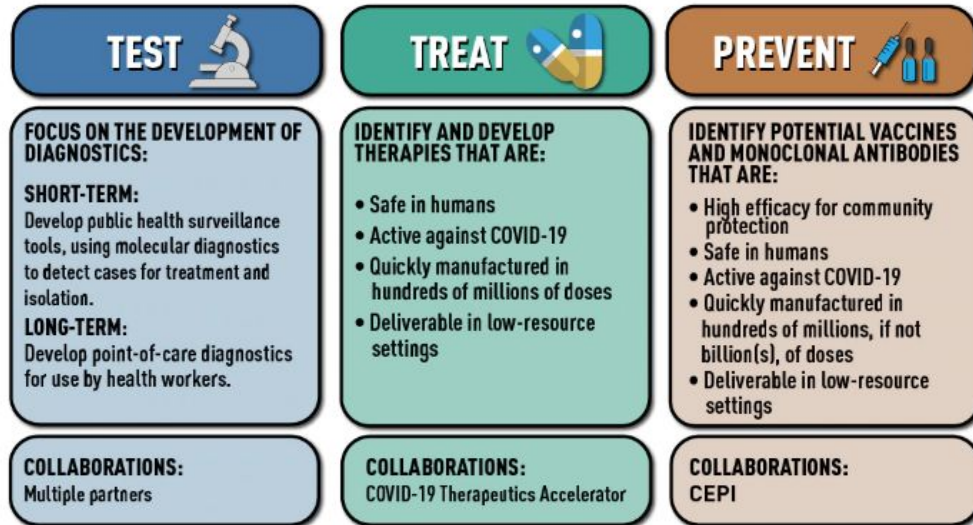 TEST
FOCUS ON THE DEVELOPMENT OF
DIAGNOSTICS:
SHORT-TERM:
Develop public health surveillance
tools, using molecular diagnostics
to detect cases for treatment and
isolation.
LONG-TERM:
Develop point-of-care diagnostics
for use by health workers.
COLLABORATIONS:
Multiple partners
TREAT
IDENTIFY AND DEVELOP
THERAPIES THAT ARE:
• Safe in humans
• Active against COVID-19
• Quickly manufactured in
hundreds of millions of doses
• Deliverable in low-resource
settings
COLLABORATIONS:
COVID-19 Therapeutics Accelerator
PREVENT
IDENTIFY POTENTIAL VACCINES
AND MONOCLONAL ANTIBODIES
THAT ARE:
• High efficacy for community
protection
• Safe in humans
• Active against COVID-19
• Quickly manufactured in
hundreds of millions, if not
billion(s), of doses
• Deliverable in low-resource
settings
COLLABORATIONS:
CEPI